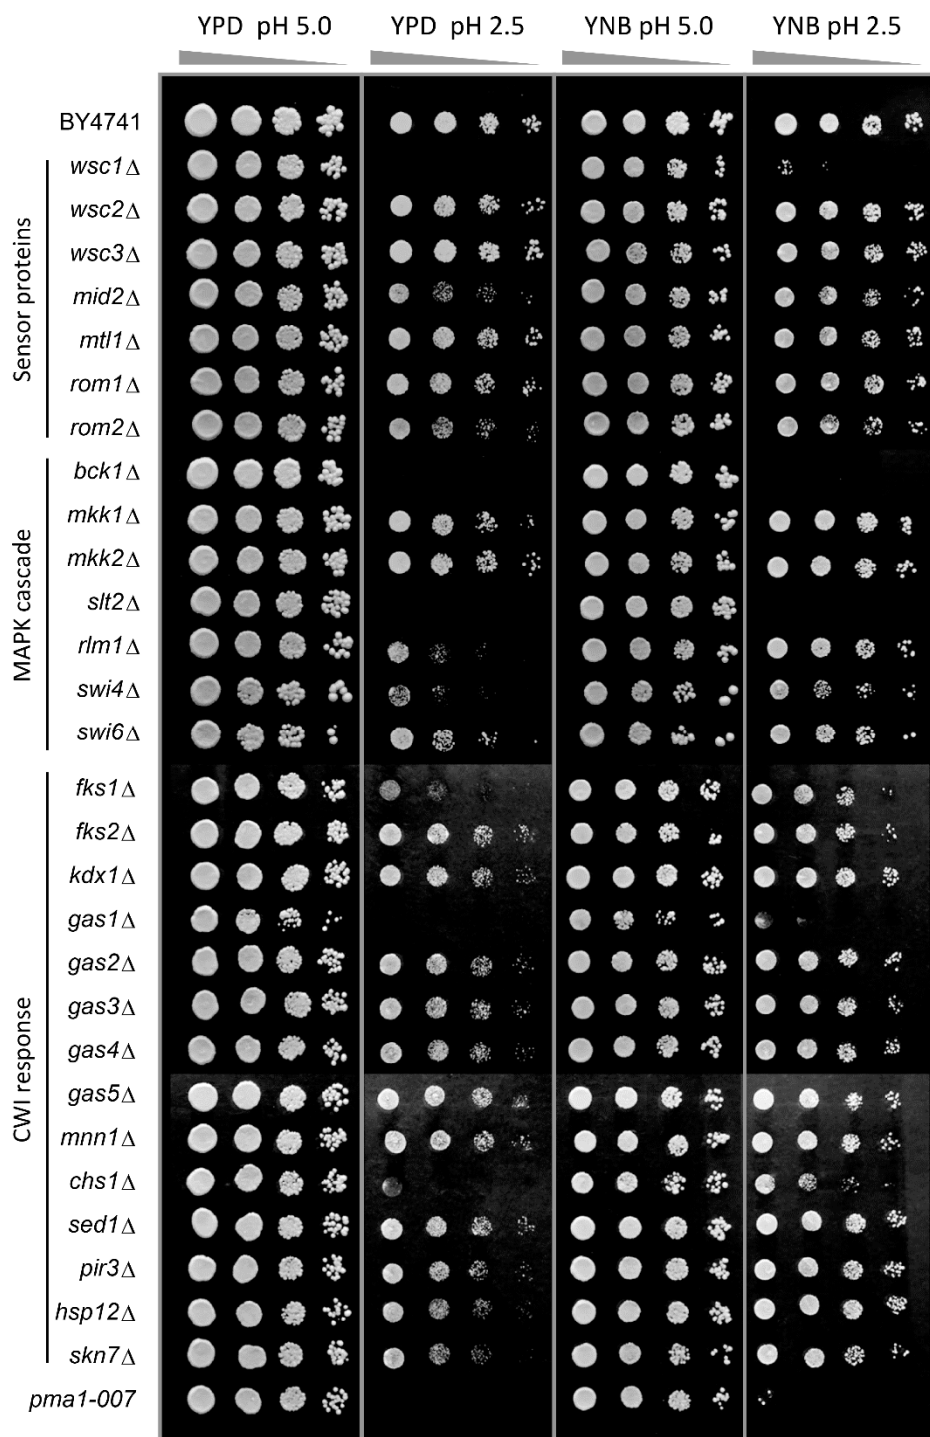 YPD pH 5.0
YPD pH 2.5
YNB pH 5.0
YNB pH 2.5
BY4741
Sensor proteins
wsc1Δ
wsc2Δ
wsc3Δ
mid2Δ
mtl1Δ
rom1Δ
rom2Δ
MAPK cascade
bck1Δ
mkk1Δ
mkk2Δ
slt2Δ
rlm1Δ
swi4Δ
swi6Δ
CWI response
fks1Δ
fks2Δ
kdx1Δ
gas1Δ
gas2Δ
gas3Δ
gas4Δ
gas5Δ
mnn1Δ
chs1Δ
sed1Δ
pir3Δ
hsp12Δ
skn7Δ
pma1-007